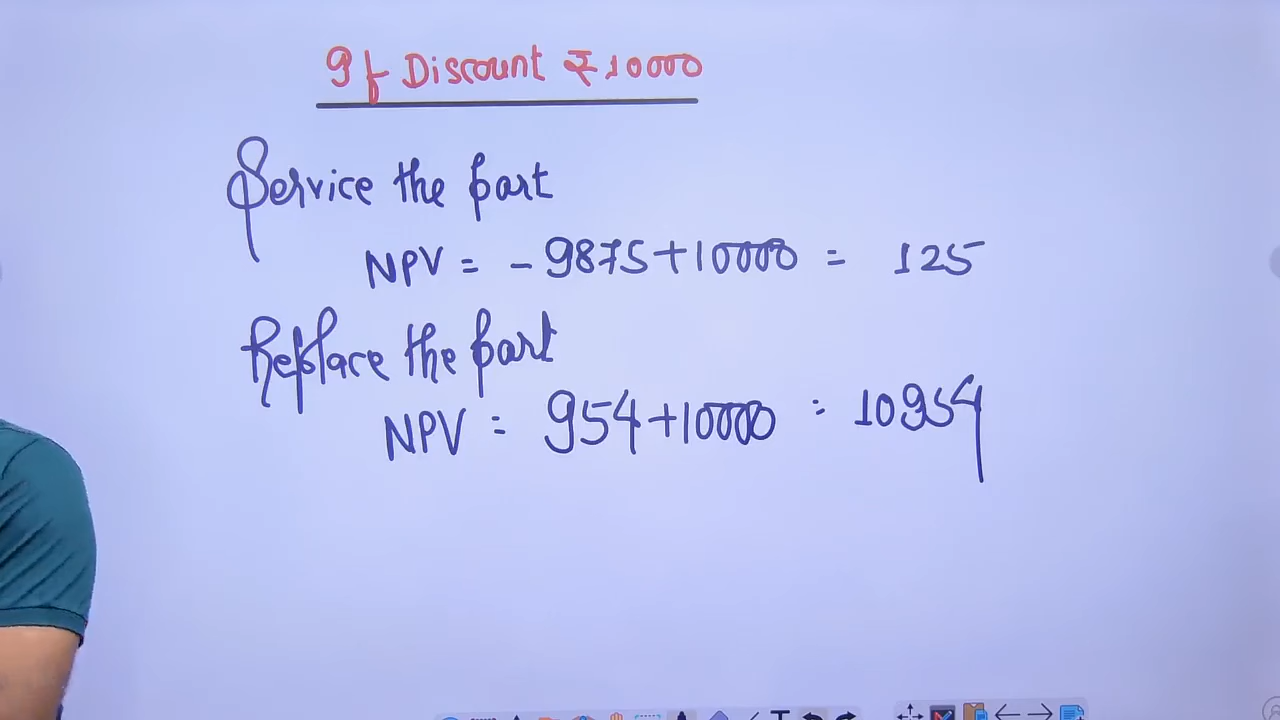 If Discount ₹10000
Service the part
NPV = -9875+10000 = 125
Replace the part
NPV = 954+10000 = 10954